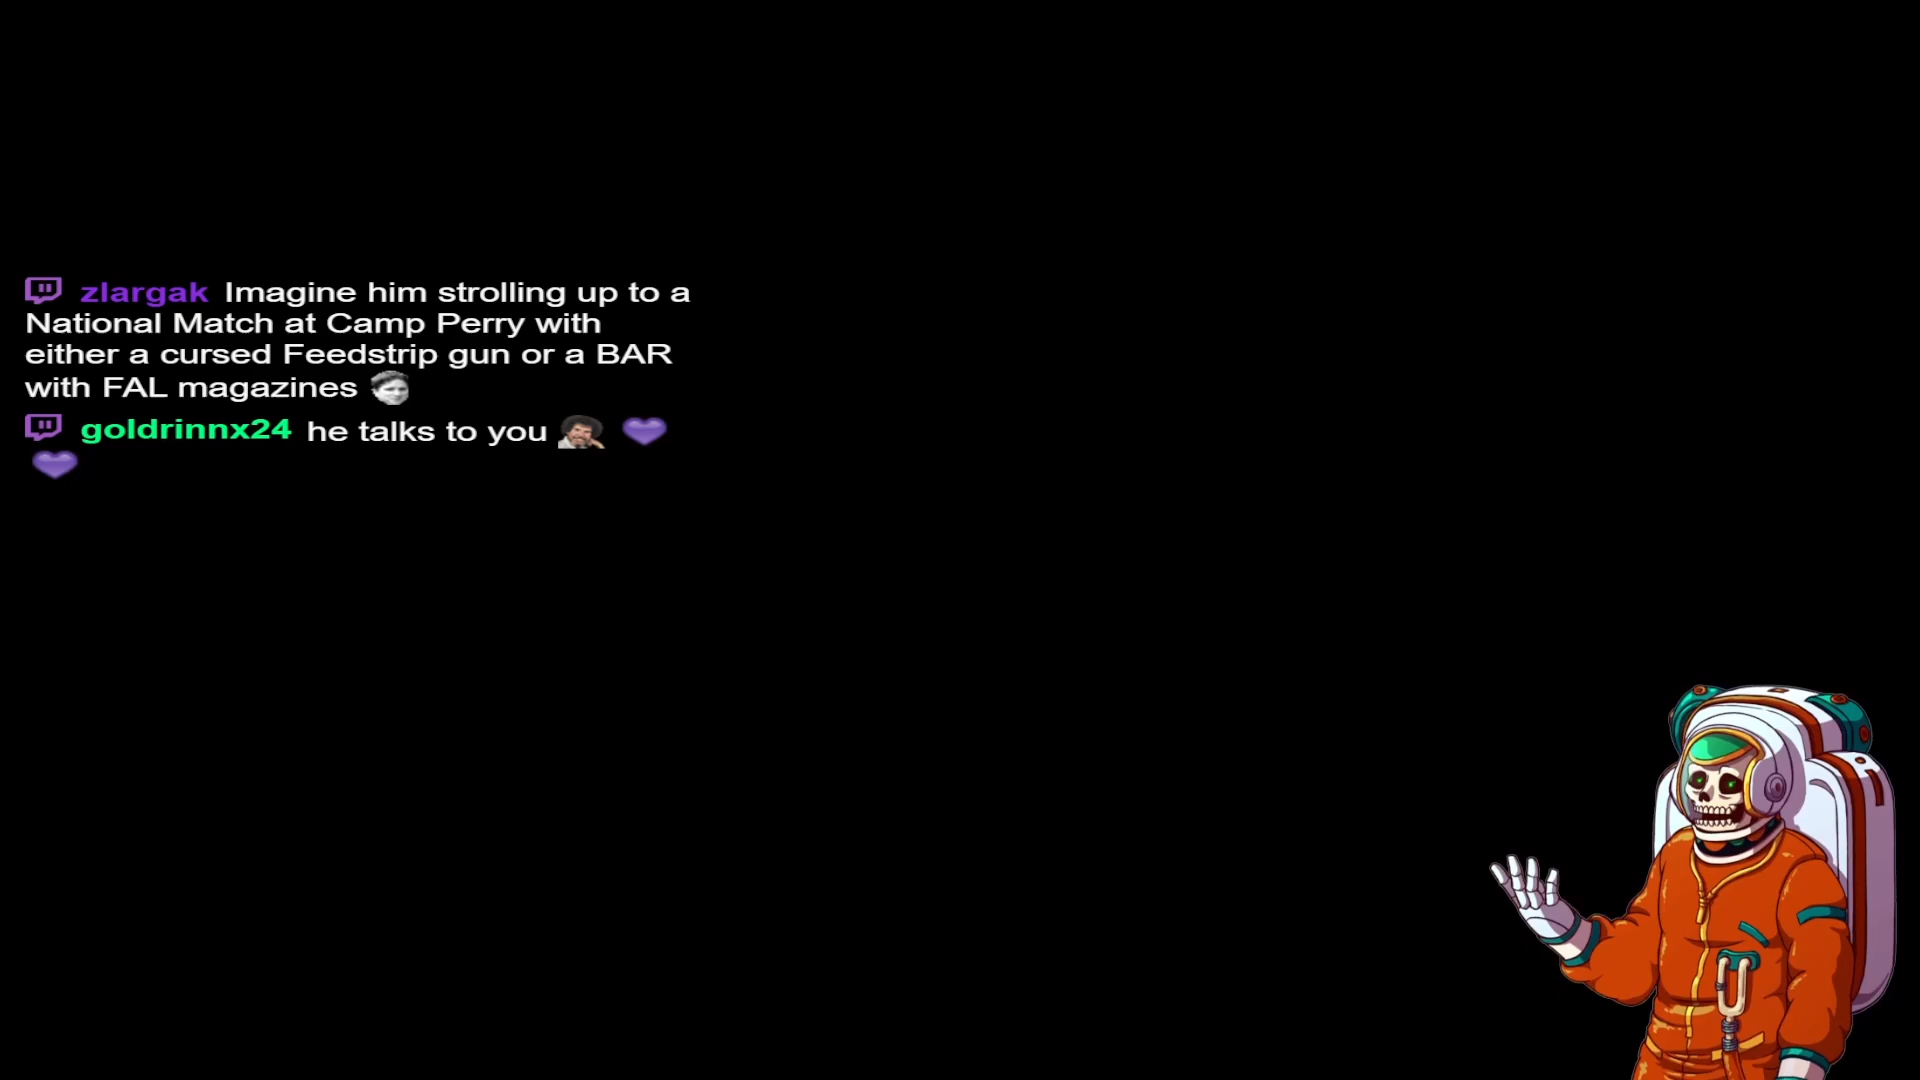 zlargak Imagine him strolling up to a
National Match at Camp Perry with
either a cursed Feedstrip gun or a BAR
with FAL magazines
goldrinnx24 he talks to you